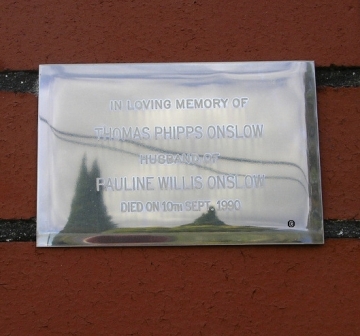 IN LOVING MEMORY OF
THOMAS PHIPPS ONSLOW
HUSBAND OF
PAULINE WILLIS ONSLOW
DIED ON 10TH SEPT. 1990